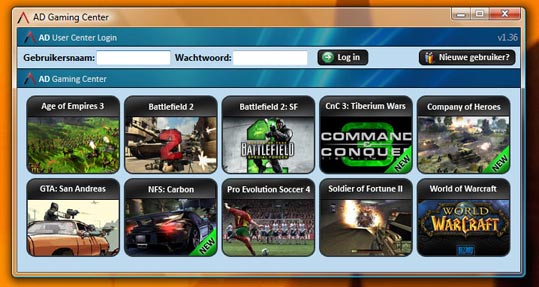 AD Gaming Center
AD User Center Login
v1.36
Gebruikersnaam:
Wachtwoord:
Log in
Nieuwe gebruiker?
AD Gaming Center
Age of Empires 3
Battlefield 2
Battlefield 2: SF
CnC 3: Tiberium Wars
Company of Heroes
2
BATTLEFIELD
SPECIAL FORCES
COMMAND
CONQUER
NEW
NEW
GTA: San Andreas
NFS: Carbon
Pro Evolution Soccer 4
Soldier of Fortune II
World of Warcraft
NEW
WORLD
WARCRAFT